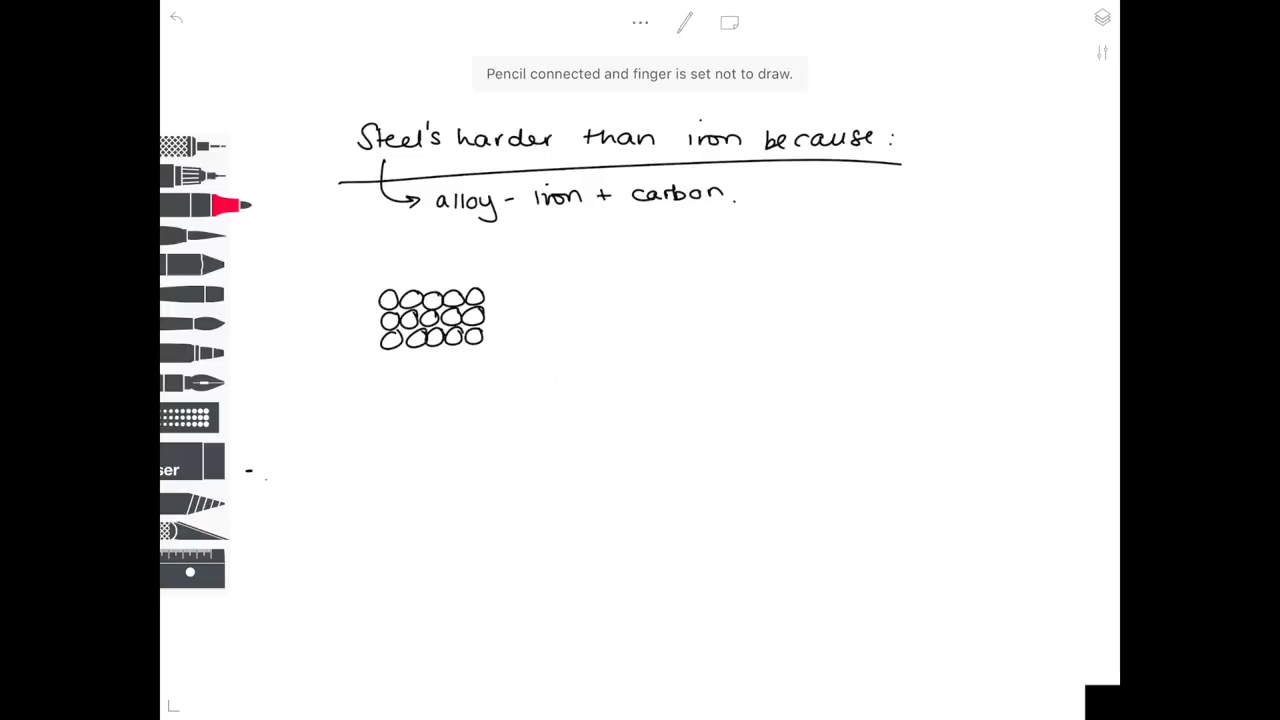 Pencil connected and finger is set not to draw.
Steel's harder than iron because:
alloy - iron + carbon.
ser